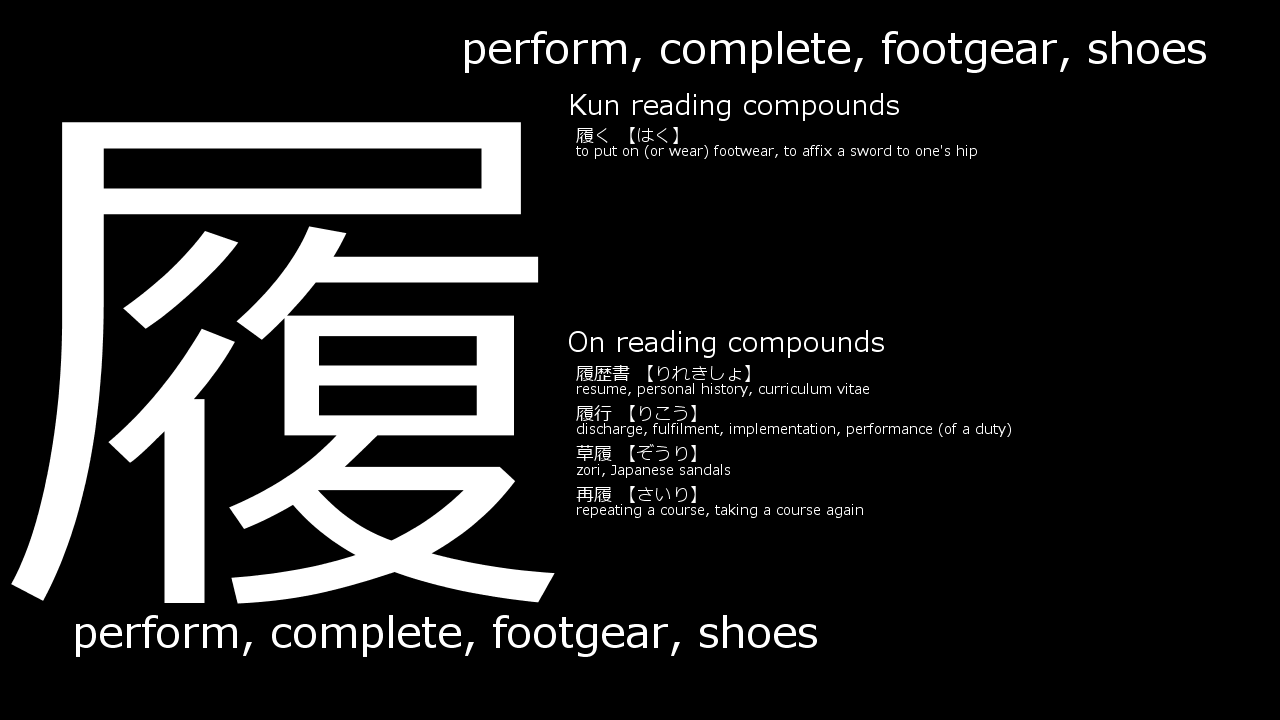 perform, complete, footgear, shoes
履
Kun reading compounds
履く 【はく】
to put on (or wear) footwear, to affix a sword to one's hip
On reading compounds
履歴書 【りれきしょ】
resume, personal history, curriculum vitae
履行 【りこう】
discharge, fulfilment, implementation, performance (of a duty)
草履 【ぞうり】
zori, Japanese sandals
再履 【さいり】
repeating a course, taking a course again
perform, complete, footgear, shoes